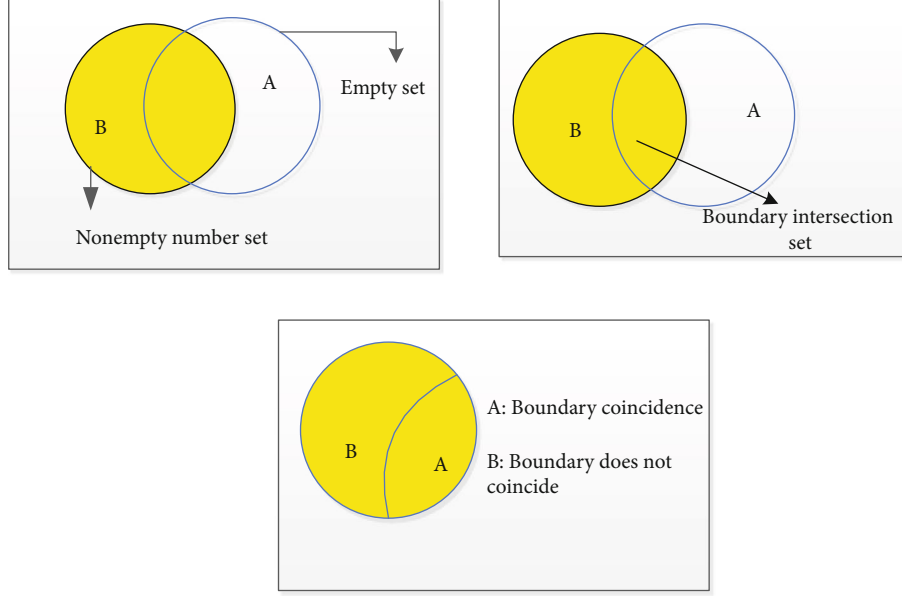 A
Empty set
B
Nonempty number set
A
B
Boundary intersection
set
A: Boundary coincidence
B
A
B: Boundary does not
coincide